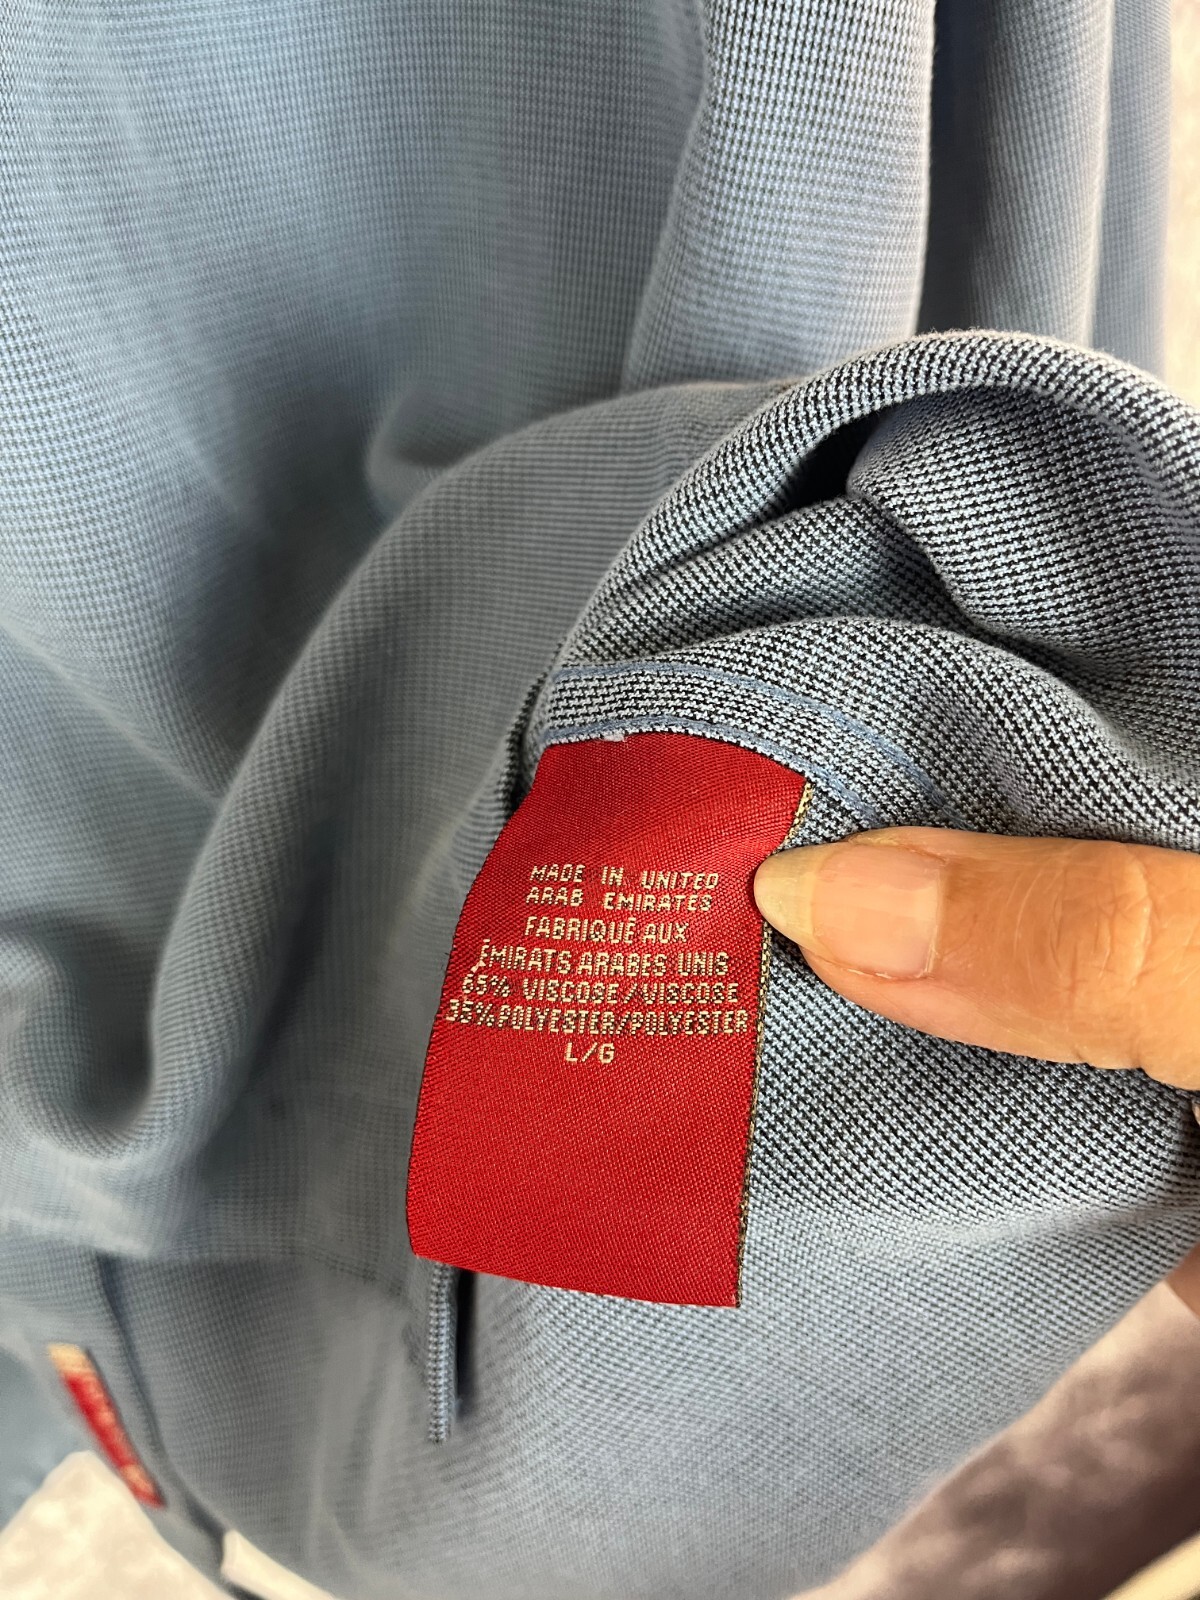 MADE IN UNITED
ARAB EMIRATES
FABRIQUÉ AUX
ÉMIRATS ARABES UNIS
65% VISCOSE/VISCOSE
35% POLYESTER/POLYESTER
L/G